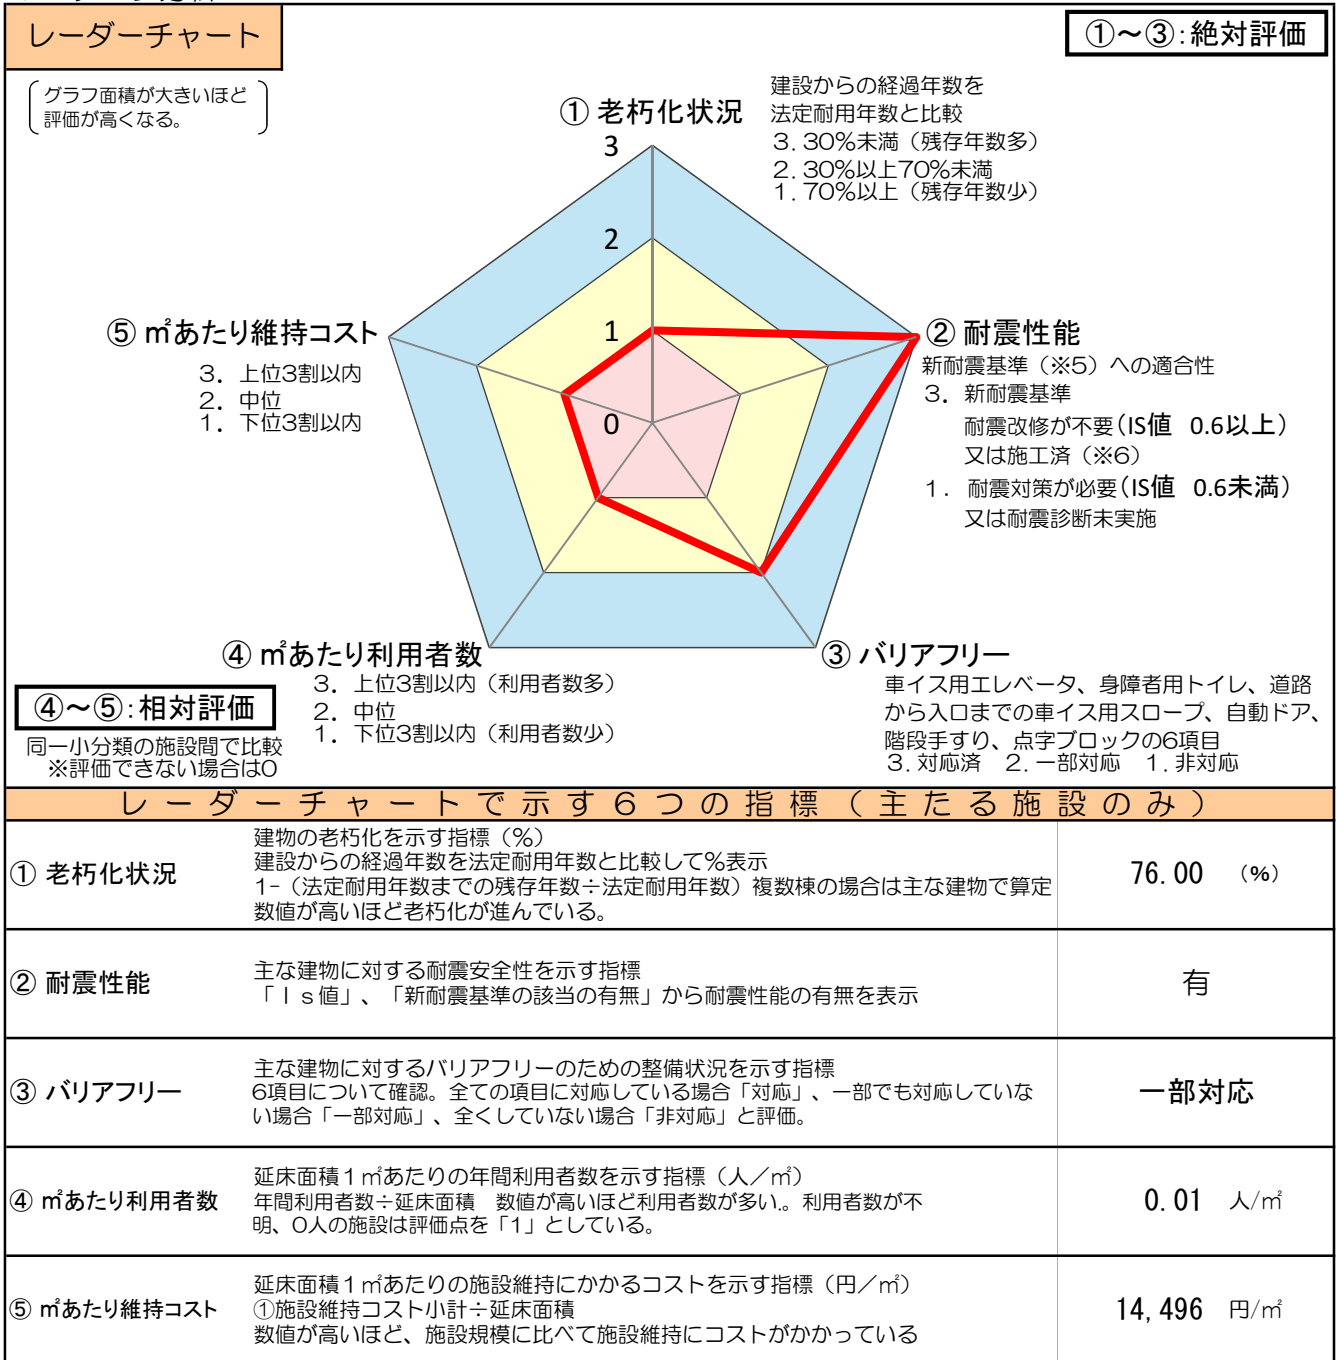 レーダーチャート
①～③:絶対評価
グラフ面積が大きいほど
評価が高くなる。
① 老朽化状況
建設からの経過年数を
法定耐用年数と比較
3. 30%未満（残存年数多）
2. 30%以上70%未満
1. 70%以上（残存年数少）
3
2
1
0
② 耐震性能
新耐震基準（※5）への適合性
3. 新耐震基準
耐震改修が不要(IS値 0.6以上)
又は施工済（※6）
1. 耐震対策が必要(IS値 0.6未満)
又は耐震診断未実施
⑤ ㎡あたり維持コスト
3. 上位3割以内
2. 中位
1. 下位3割以内
④ ㎡あたり利用者数
3. 上位3割以内（利用者数多）
2. 中位
1. 下位3割以内（利用者数少）
③ バリアフリー
車イス用エレベータ、身障者用トイレ、道路
から入口までの車イス用スロープ、自動ドア、
階段手すり、点字ブロックの6項目
3. 対応済 2. 一部対応 1. 非対応
④～⑤:相対評価
同一小分類の施設間で比較
※評価できない場合は0
レーダーチャートで示す6つの指標（主たる施設のみ）
① 老朽化状況
建物の老朽化を示す指標（%）
建設からの経過年数を法定耐用年数と比較して%表示
1-（法定耐用年数までの残存年数÷法定耐用年数）複数棟の場合は主な建物で算定
数値が高いほど老朽化が進んでいる。
76.00 （%）
② 耐震性能
主な建物に対する耐震安全性を示す指標
「Ｉｓ値」、「新耐震基準の該当の有無」から耐震性能の有無を表示
有
③ バリアフリー
主な建物に対するバリアフリーのための整備状況を示す指標
6項目について確認。全ての項目に対応している場合「対応」、一部でも対応していな
い場合「一部対応」、全くしていない場合「非対応」と評価。
一部対応
④ ㎡あたり利用者数
延床面積１㎡あたりの年間利用者数を示す指標（人／㎡）
年間利用者数÷延床面積 数値が高いほど利用者数が多い。利用者数が不
明、0人の施設は評価点を「1」としている。
0.01 人/㎡
⑤ ㎡あたり維持コスト
延床面積１㎡あたりの施設維持にかかるコストを示す指標（円／㎡）
①施設維持コスト小計÷延床面積
数値が高いほど、施設規模に比べて施設維持にコストがかかっている
14,496 円/㎡